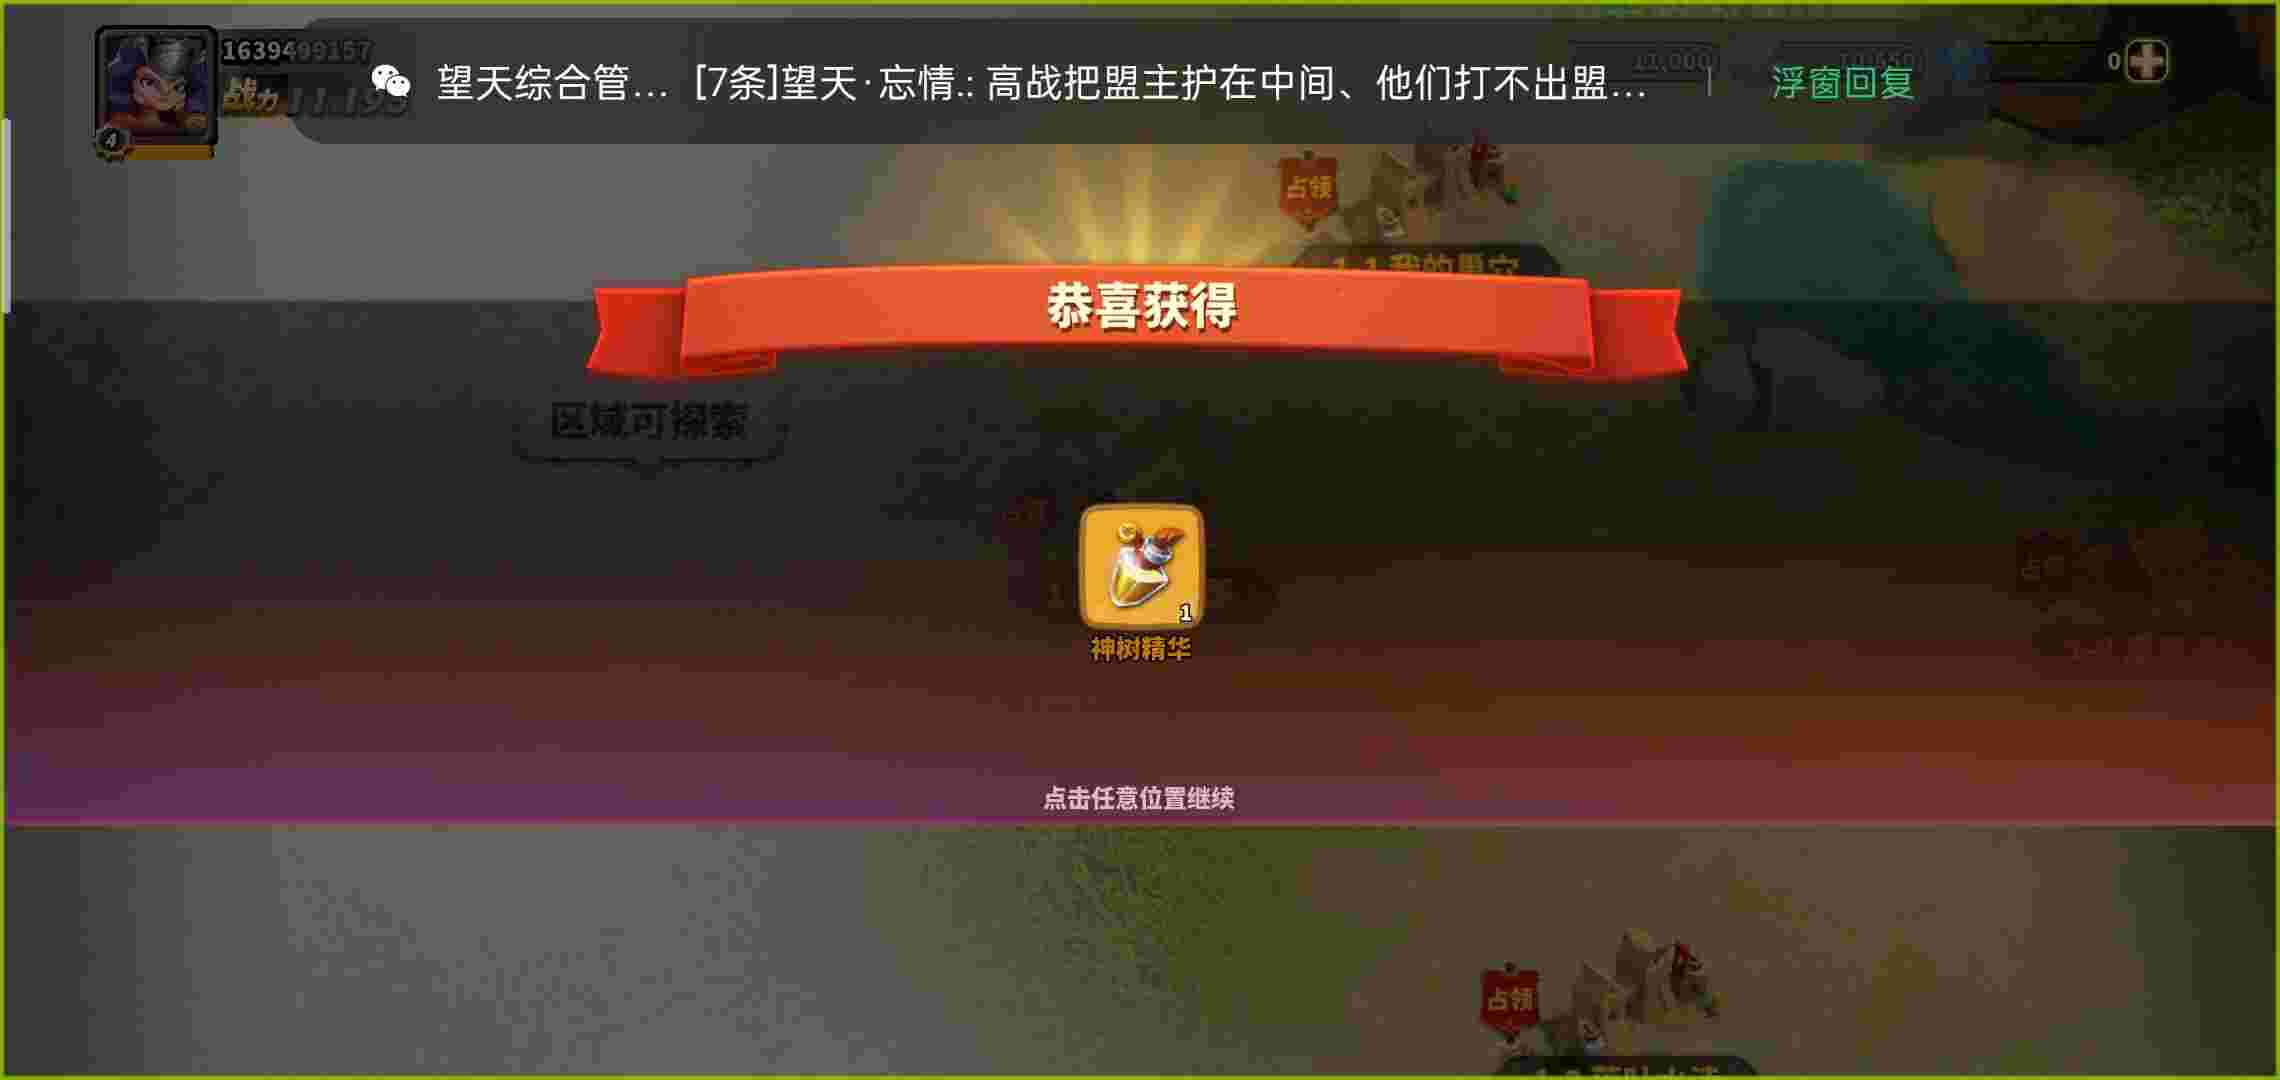 1639499157
望天综合管… [7条]望天·忘情.: 高战把盟主护在中间、他们打不出盟… | 浮窗回复
0
战力 11,195
4
占领
恭喜获得
区域可探索
1
神树精华
点击任意位置继续
占领